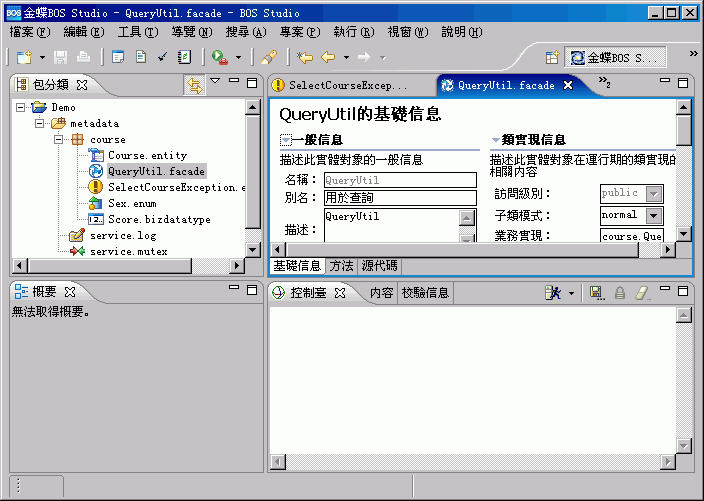 金蝶BOS Studio - QueryUtil.facade - BOS Studio
檔案(F) 編輯(E) 工具(T) 導覽(N) 搜尋(A) 專案(P) 執行(R) 視窗(W) 說明(H)
金蝶BOS S...
包分類
Demo
metadata
course
Course.entity
QueryUtil.facade
SelectCourseException.e
Sex.enum
Score.bizdatatype
service.log
service.mutex
SelectCourseExcep...
QueryUtil.facade
2
QueryUtil的基礎信息
一般信息
描述此實體對象的一般信息
名稱： QueryUtil
別名： 用於查詢
描述： QueryUtil
類實現信息
描述此實體對象在運行期的類實現的
相關內容
訪問級別： public
子類模式： normal
業務實現： course.Que
基礎信息 方法 源代碼
概要
無法取得概要。
控制臺 內容 校驗信息